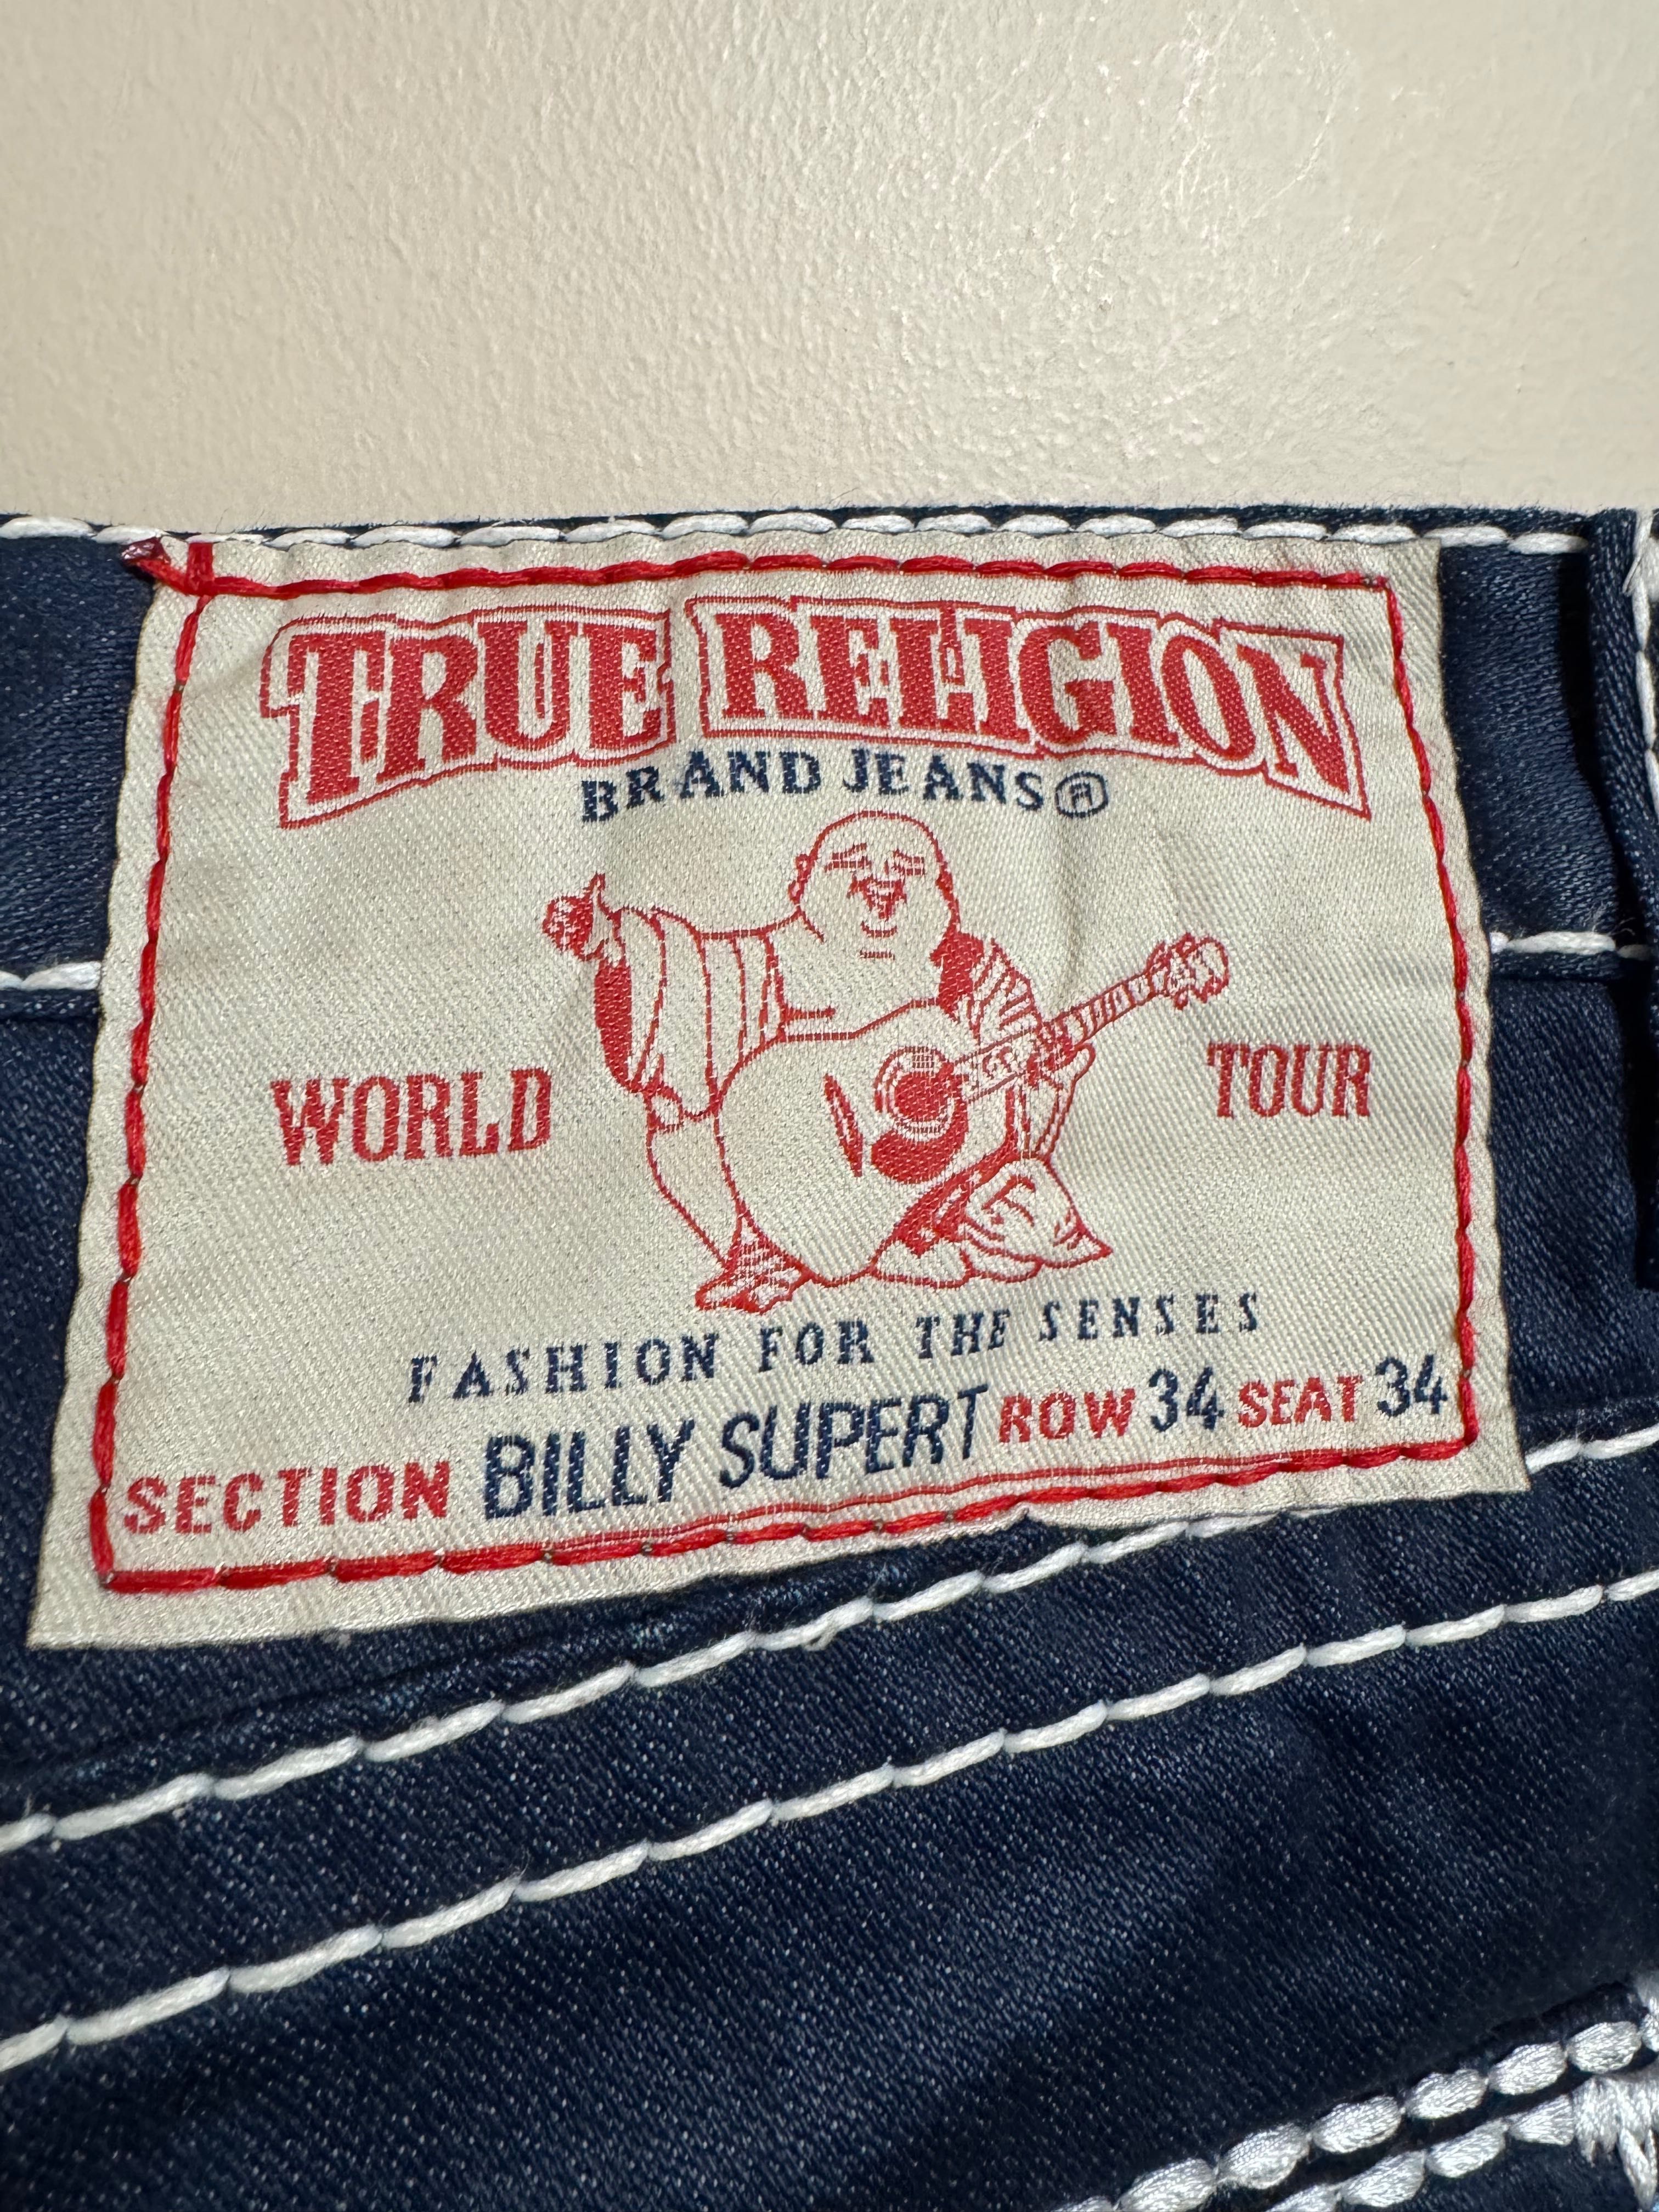 TRUE RELIGION
BRAND JEANS®
WORLD TOUR
FASHION FOR THE SENSES
SECTION BILLY SUPERT ROW 34 SEAT 34